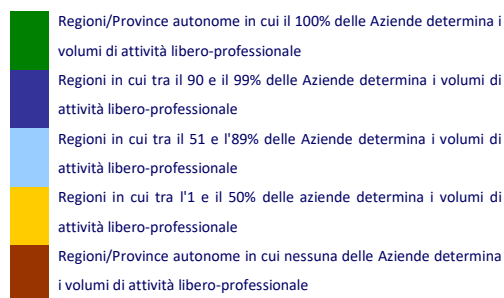 Regioni/Province autonome in cui il 100% delle Aziende determina i
volumi di attività libero-professionale
Regioni in cui tra il 90 e il 99% delle Aziende determina i volumi di
attività libero-professionale
Regioni in cui tra il 51 e l'89% delle Aziende determina i volumi di
attività libero-professionale
Regioni in cui tra l'1 e il 50% delle aziende determina i volumi di
attività libero-professionale
Regioni/Province autonome in cui nessuna delle Aziende determina
i volumi di attività libero-professionale